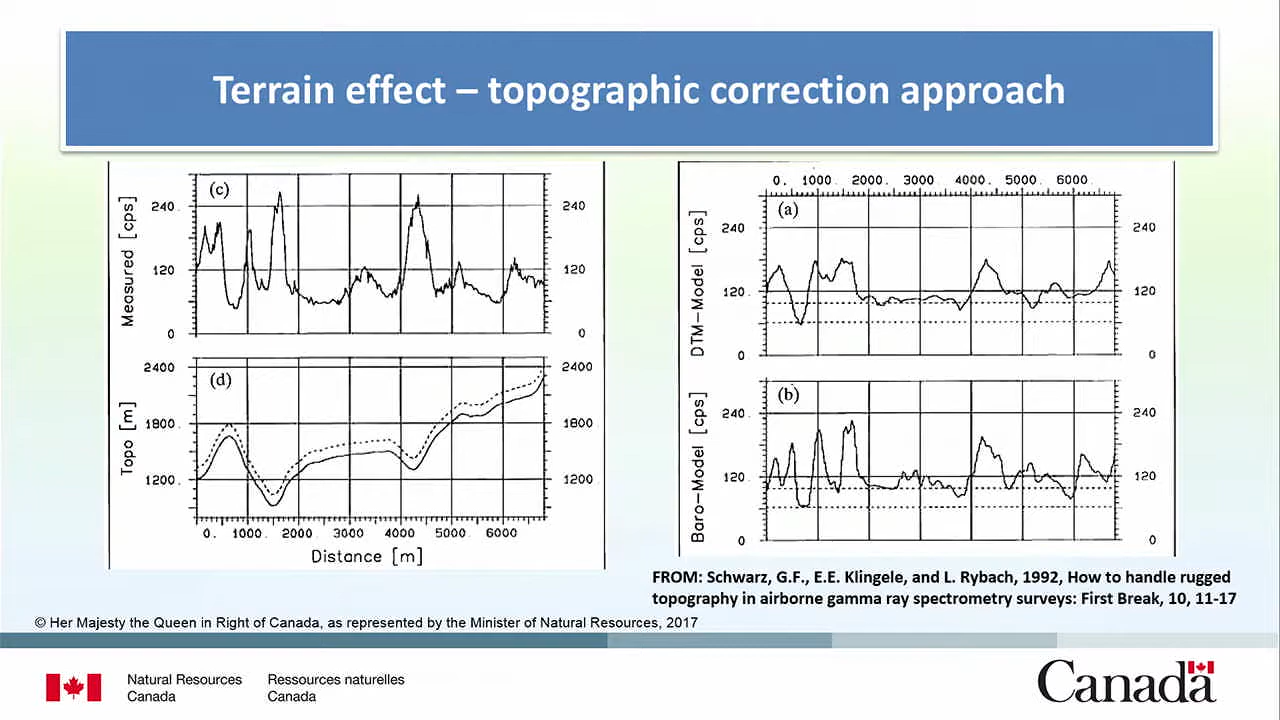 Terrain effect – topographic correction approach
(c)
Measured [cps]
240.
120
0
240
120
0
(d)
Topo [m]
2400
1800
1200.
2400
1800
1200
0. 1000. 2000. 3000 4000 5000 6000
Distance [m]
0. 1000. 2000. 3000 4000. 5000. 6000
(a)
DTM–Model [cps]
240
120.
0
240
120
0
(b)
Baro–Model [cps]
240.
120.
0
240
120
0
FROM: Schwarz, G.F., E.E. Klingele, and L. Rybach, 1992, How to handle rugged
topography in airborne gamma ray spectrometry surveys: First Break, 10, 11-17
© Her Majesty the Queen in Right of Canada, as represented by the Minister of Natural Resources, 2017
Natural Resources
Canada
Ressources naturelles
Canada
Canada